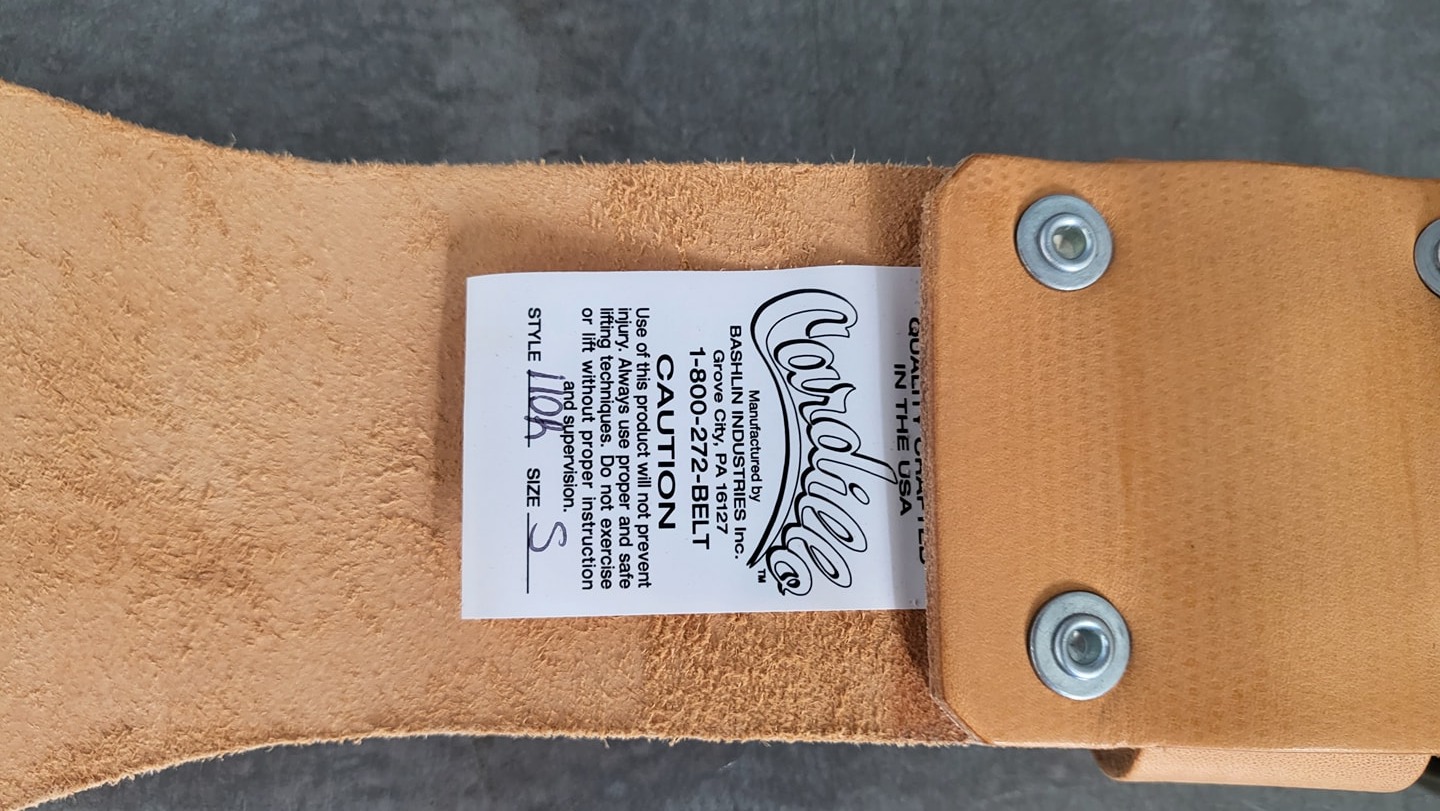 QUALITY CRAFTED
IN THE USA
Cardillo™
Manufactured by
BASHLIN INDUSTRIES Inc.
Grove City, PA 16127
1-800-272-BELT
CAUTION
Use of this product will not prevent
injury. Always use proper and safe
lifting techniques. Do not exercise
or lift without proper instruction
and supervision.
STYLE SIZE S